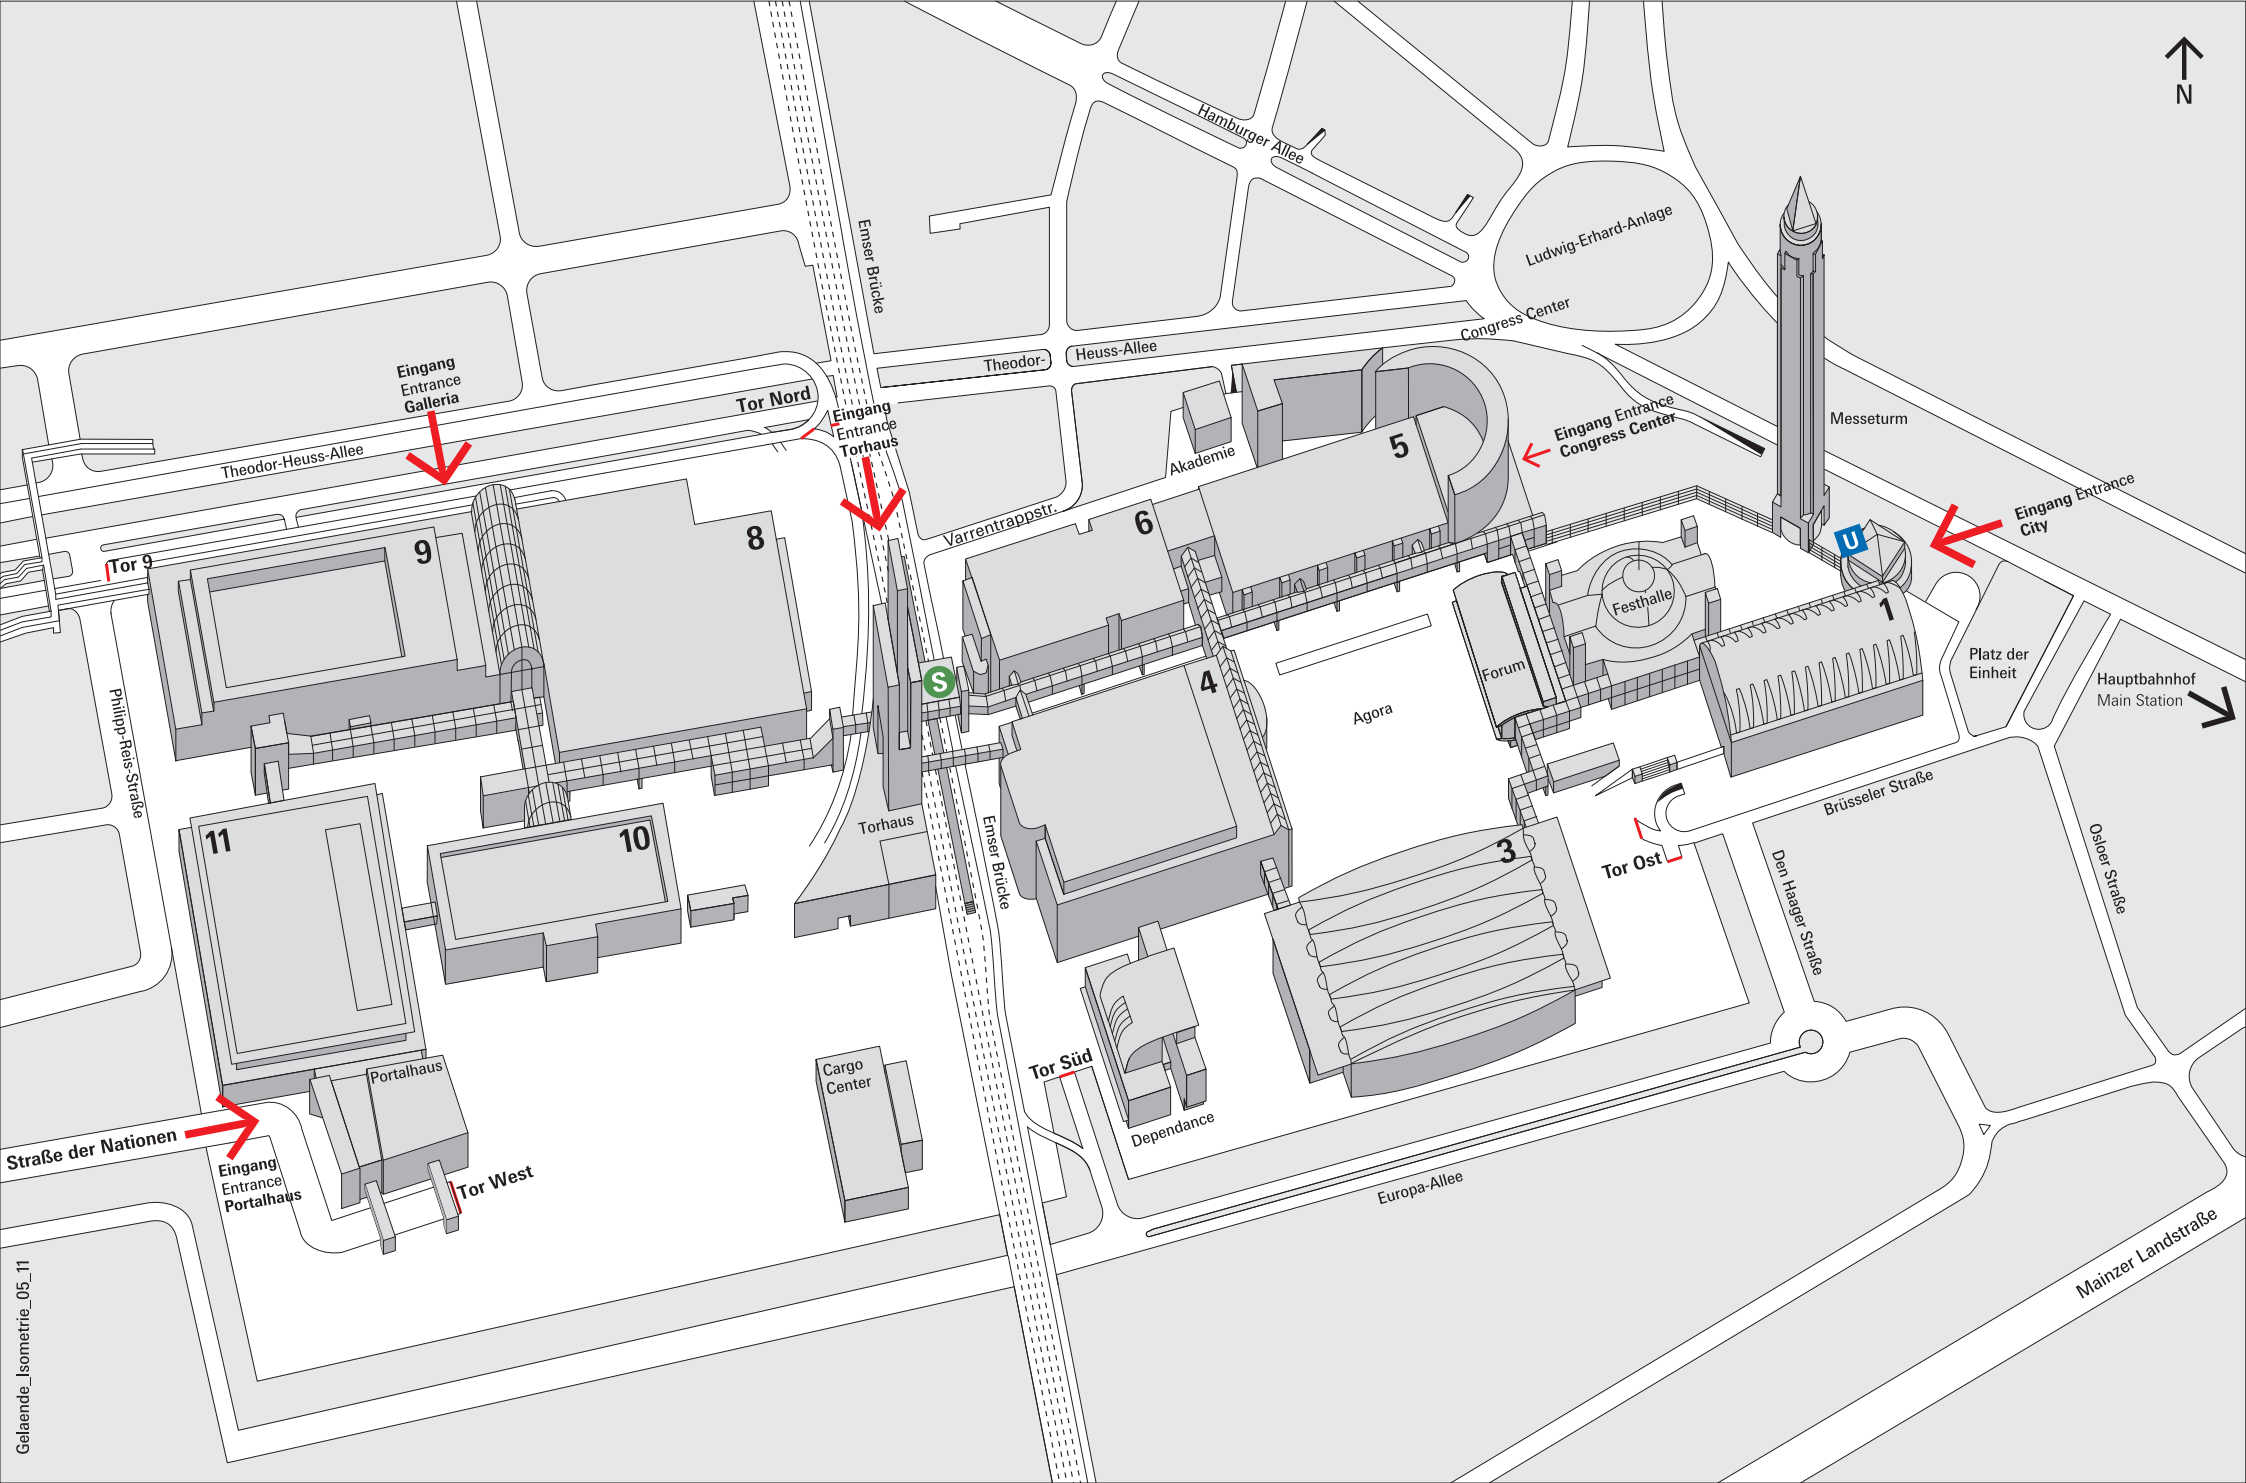 N
Hamburger Allee
Ludwig-Erhard-Anlage
Emser Brücke
Congress Center
Theodor-
Heuss-Allee
Eingang
Entrance
Galleria
Tor Nord
Eingang
Entrance
Torhaus
Theodor-Heuss-Allee
Eingang Entrance
Congress Center
Messeturm
Akademie
5
Eingang Entrance
City
Varrentrappstr.
6
8
9
U
Tor 9
Festhalle
1
Forum
Platz der
Einheit
Hauptbahnhof
Main Station
S
4
Agora
Philipp-Reis-Straße
Brüsseler Straße
Torhaus
Emser Brücke
11
10
3
Tor Ost
Den Haager Straße
Osloer Straße
Portalhaus
Cargo
Center
Tor Süd
Dependance
Straße der Nationen
Eingang
Entrance
Portalhaus
Tor West
Europa-Allee
Mainzer Landstraße
Gelaende_Isometrie_05_11